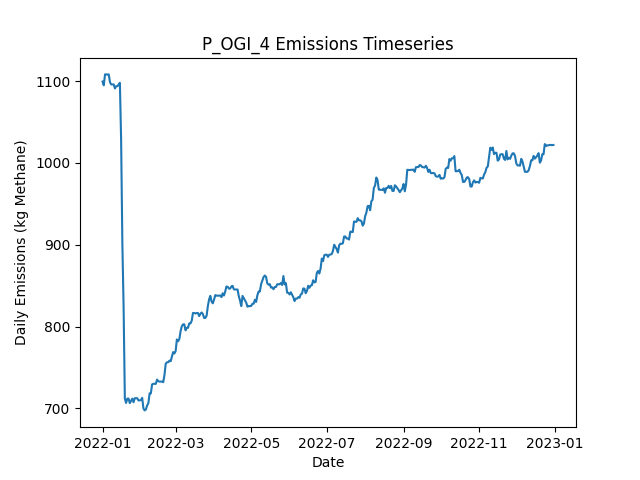 P_OGI_4 Emissions Timeseries
Daily Emissions (kg Methane)
1100
1000
900
800
700
2022-01 2022-03 2022-05 2022-07 2022-09 2022-11 2023-01
Date